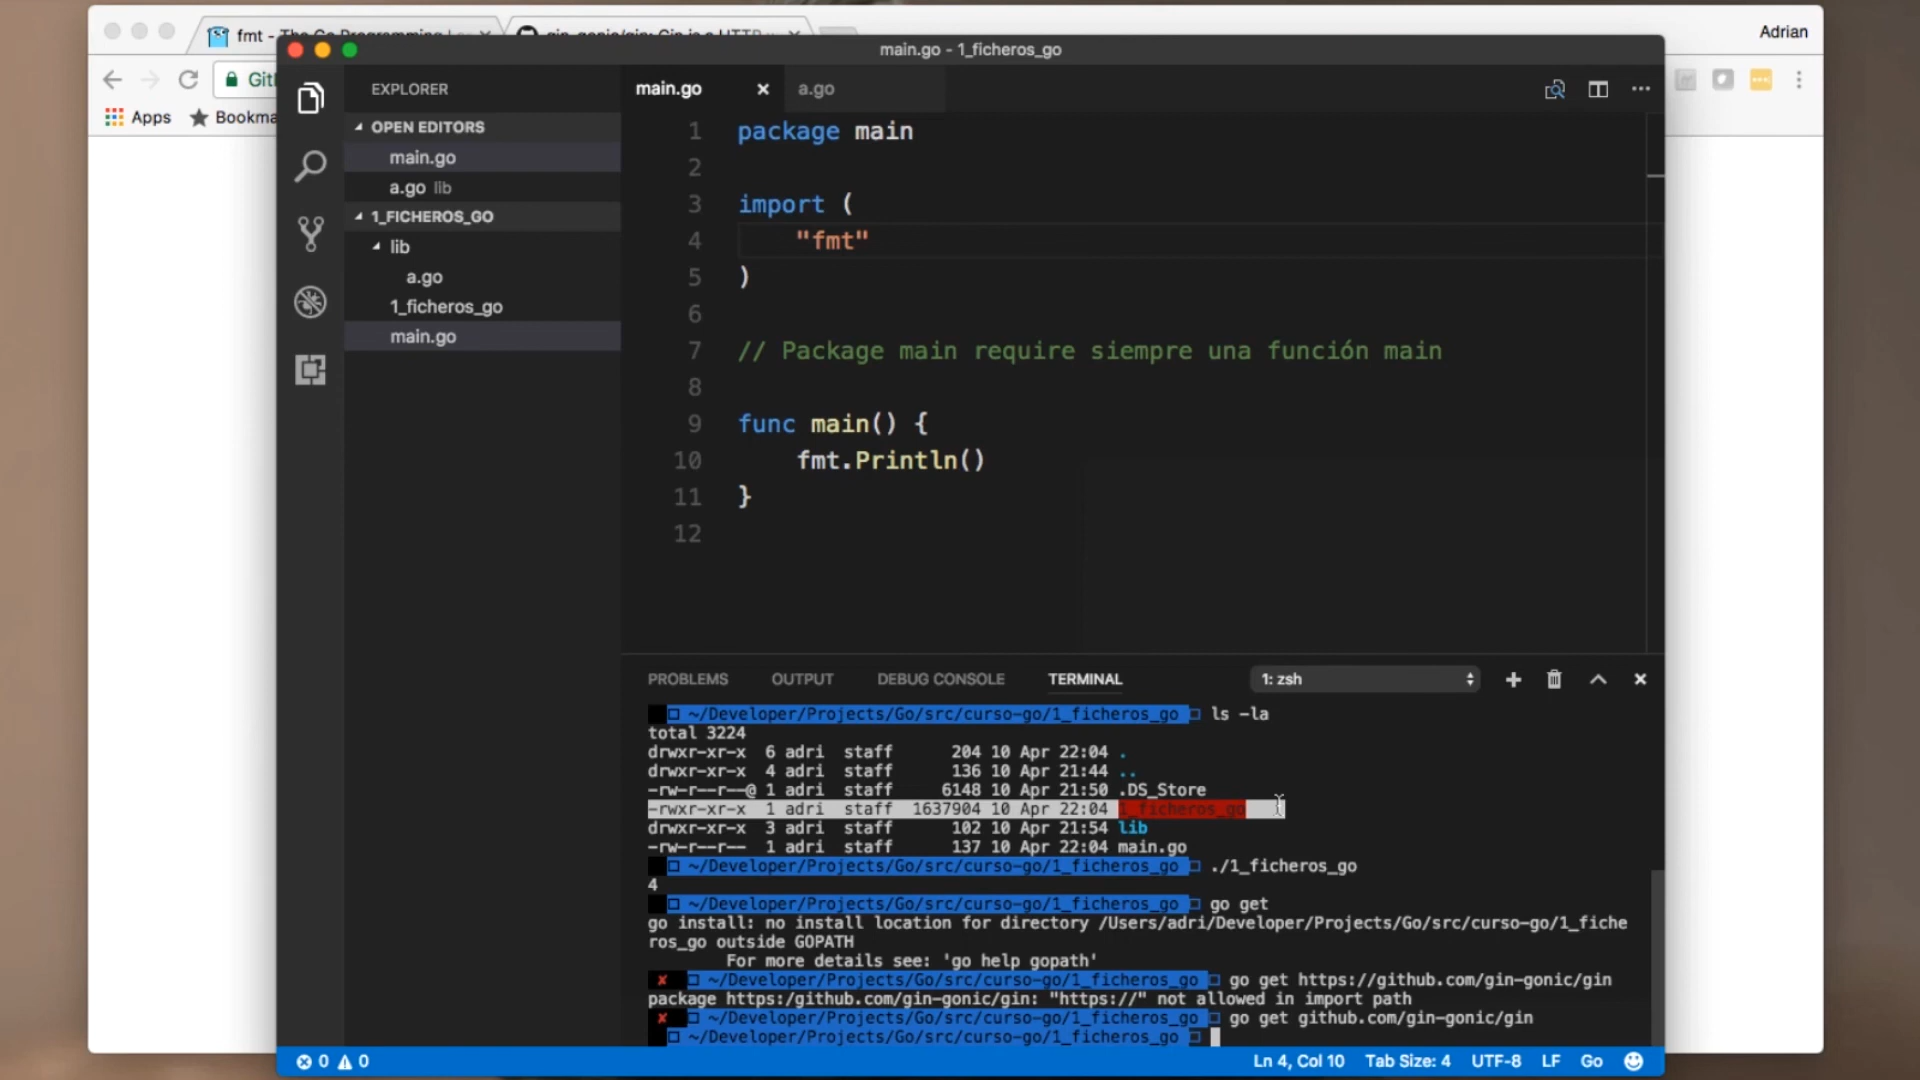 fmt - The Go Programming L
gin-gonic/gin: Gin is a HTTP
Adrian
main.go - 1_ficheros_go
Apps
Bookma
EXPLORER
OPEN EDITORS
main.go
a.go lib
1_FICHEROS_GO
lib
a.go
1_ficheros_go
main.go
main.go
a.go
1 package main
2
3 import (
4 "fmt"
5 )
6
7 // Package main require siempre una función main
8
9 func main() {
10 fmt.Println()
11 }
12
PROBLEMS OUTPUT DEBUG CONSOLE TERMINAL 1: zsh
~/Developer/Projects/Go/src/curso-go/1_ficheros_go ls -la
total 3224
drwxr-xr-x 6 adri staff 204 10 Apr 22:04 .
drwxr-xr-x 4 adri staff 136 10 Apr 21:44 ..
-rw-r--r--@ 1 adri staff 6148 10 Apr 21:50 .DS_Store
-rwxr-xr-x 1 adri staff 1637904 10 Apr 22:04 1_ficheros_go
drwxr-xr-x 3 adri staff 102 10 Apr 21:54 lib
-rw-r--r-- 1 adri staff 137 10 Apr 22:04 main.go
~/Developer/Projects/Go/src/curso-go/1_ficheros_go ./1_ficheros_go
4
~/Developer/Projects/Go/src/curso-go/1_ficheros_go go get
go install: no install location for directory /Users/adri/Developer/Projects/Go/src/curso-go/1_fiche
ros_go outside GOPATH
For more details see: 'go help gopath'
✘ ~/Developer/Projects/Go/src/curso-go/1_ficheros_go go get https://github.com/gin-gonic/gin
package https:/github.com/gin-gonic/gin: "https://" not allowed in import path
✘ ~/Developer/Projects/Go/src/curso-go/1_ficheros_go go get github.com/gin-gonic/gin
~/Developer/Projects/Go/src/curso-go/1_ficheros_go
0 0
Ln 4, Col 10 Tab Size: 4 UTF-8 LF Go